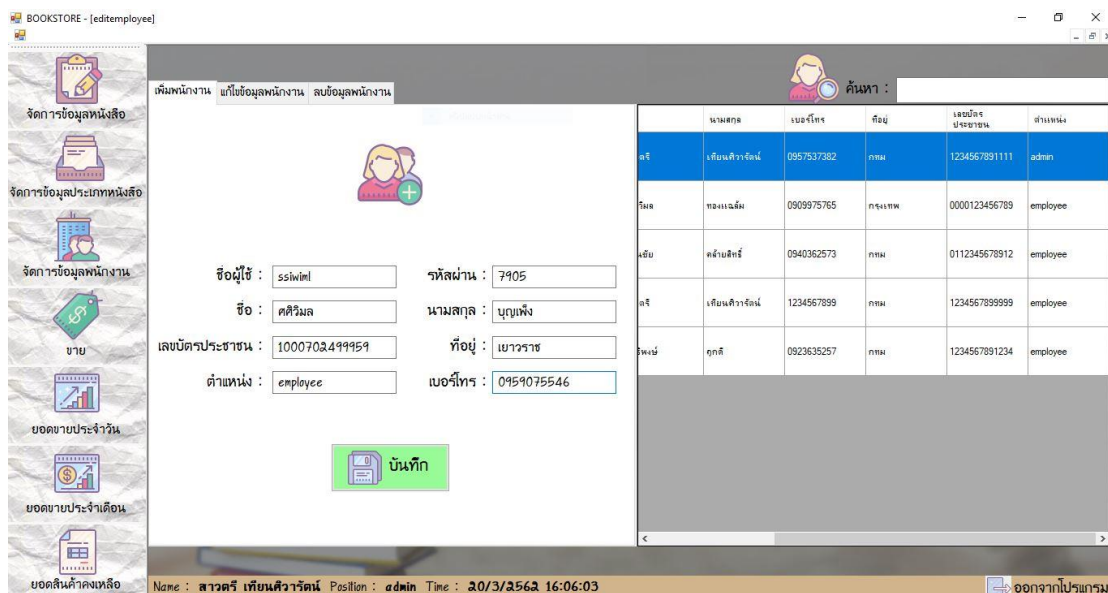 BOOKSTORE - [editemployee]
จัดการข้อมูลหนังสือ
จัดการข้อมูลประเภทหนังสือ
จัดการข้อมูลพนักงาน
ขาย
ยอดขายประจำวัน
ยอดขายประจำเดือน
ยอดสินค้าคงเหลือ
เพิ่มพนักงาน แก้ไขข้อมูลพนักงาน ลบข้อมูลพนักงาน
ค้นหา :
ชื่อผู้ใช้ : ssiwiml รหัสผ่าน : 7905
ชื่อ : ศศิวิมล นามสกุล : บุญเพ็ง
เลขบัตรประชาชน : 1000702499959 ที่อยู่ : เยาวราช
ตำแหน่ง : employee เบอร์โทร : 0959075546
บันทึก
นามสกุล เบอร์โทร ที่อยู่ เลขบัตรประชาชน ตำแหน่ง
ตรี เทียนศิวารัตน์ 0957537382 กทม 1234567891111 admin
วิมล ทองแฉล้ม 0909975765 กรุงเทพ 0000123456789 employee
คล้ายสิทธิ์ 0940362573 กทม 0112345678912 employee
ตรี เทียนศิวารัตน์ 1234567899 กทม 1234567899999 employee
0923635257 กทม 1234567891234 employee
Name : สาวตรี เทียนศิวารัตน์ Position : admin Time : 20/3/2562 16:06:03
ออกจากโปรแกรม